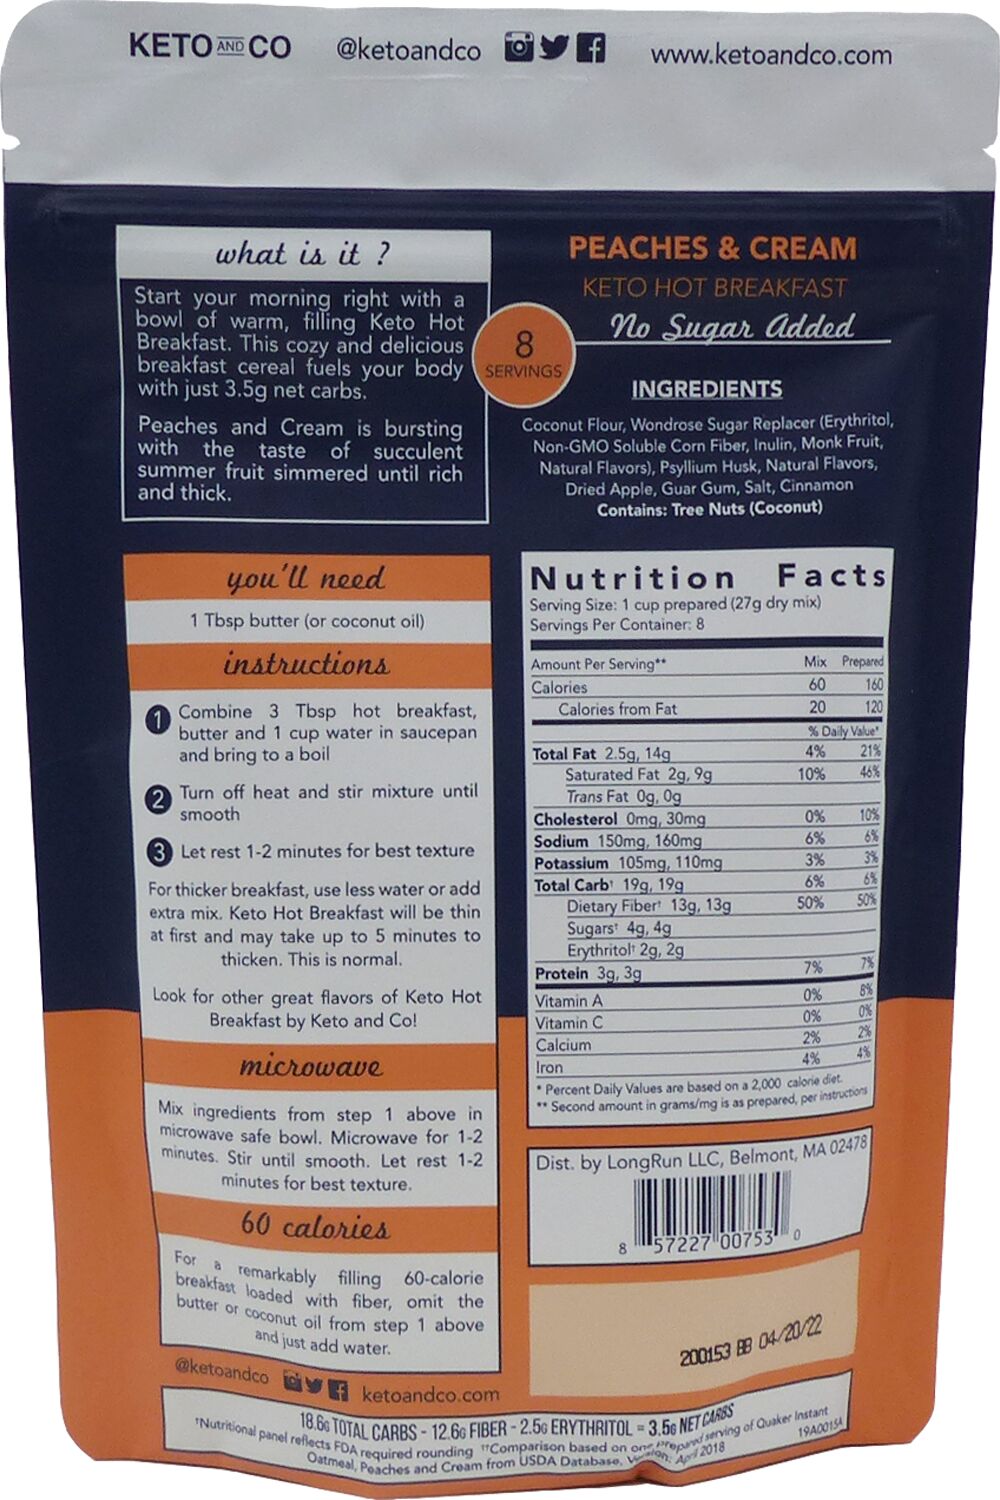 KETO AND CO @ketoandco www.ketoandco.com
what is it ?
Start your morning right with a
bowl of warm, filling Keto Hot
Breakfast. This cozy and delicious
breakfast cereal fuels your body
with just 3.5g net carbs.
Peaches and Cream is bursting
with the taste of succulent
summer fruit simmered until rich
and thick.
8
SERVINGS
PEACHES & CREAM
KETO HOT BREAKFAST
No Sugar Added
INGREDIENTS
Coconut Flour, Wondrose Sugar Replacer (Erythritol,
Non-GMO Soluble Corn Fiber, Inulin, Monk Fruit,
Natural Flavors), Psyllium Husk, Natural Flavors,
Dried Apple, Guar Gum, Salt, Cinnamon
Contains: Tree Nuts (Coconut)
you'll need
1 Tbsp butter (or coconut oil)
instructions
1 Combine 3 Tbsp hot breakfast,
butter and 1 cup water in saucepan
and bring to a boil
2 Turn off heat and stir mixture until
smooth
3 Let rest 1-2 minutes for best texture
For thicker breakfast, use less water or add
extra mix. Keto Hot Breakfast will be thin
at first and may take up to 5 minutes to
thicken. This is normal.
Look for other great flavors of Keto Hot
Breakfast by Keto and Co!
microwave
Mix ingredients from step 1 above in
microwave safe bowl. Microwave for 1-2
minutes. Stir until smooth. Let rest 1-2
minutes for best texture.
60 calories
For a remarkably filling 60-calorie
breakfast loaded with fiber, omit the
butter or coconut oil from step 1 above
and just add water.
@ketoandco ketoandco.com
Nutrition Facts
Serving Size: 1 cup prepared (27g dry mix)
Servings Per Container: 8
Amount Per Serving** Mix Prepared
Calories 60 160
Calories from Fat 20 120
% Daily Value*
Total Fat 2.5g, 14g 4% 21%
Saturated Fat 2g, 9g 10% 46%
Trans Fat 0g, 0g
Cholesterol 0mg, 30mg 0% 10%
Sodium 150mg, 160mg 6% 6%
Potassium 105mg, 110mg 3% 3%
Total Carb† 19g, 19g 6% 6%
Dietary Fiber† 13g, 13g 50% 50%
Sugars† 4g, 4g
Erythritol† 2g, 2g
Protein 3g, 3g 7% 7%
Vitamin A 0% 8%
Vitamin C 0% 0%
Calcium 2% 2%
Iron 4% 4%
* Percent Daily Values are based on a 2,000 calorie diet.
** Second amount in grams/mg is as prepared, per instructions
Dist. by LongRun LLC, Belmont, MA 02478
8 57227 00753 0
200153 BB 04/20/22
18.6g TOTAL CARBS - 12.6g FIBER - 2.5g ERYTHRITOL = 3.5g NET CARBS
†Nutritional panel reflects FDA required rounding ††Comparison based on one prepared serving of Quaker Instant
Oatmeal, Peaches and Cream from USDA Database, Version: April 2018
19A0015A